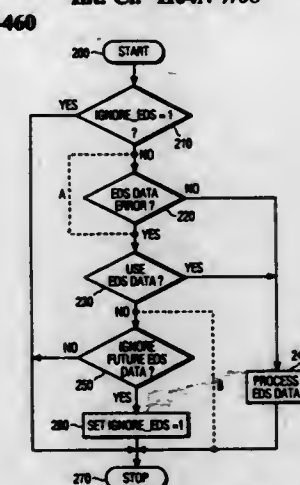 -460
200
START
YES
IGNORE_EDS = 1
?
210
NO
A
EDS DATA
ERROR ?
NO
220
YES
USE
EDS DATA ?
YES
230
NO
IGNORE
FUTURE EDS
DATA ?
NO
250
B
PROCESS
EDS DATA
YES
260
SET IGNORE_EDS =1
270
STOP